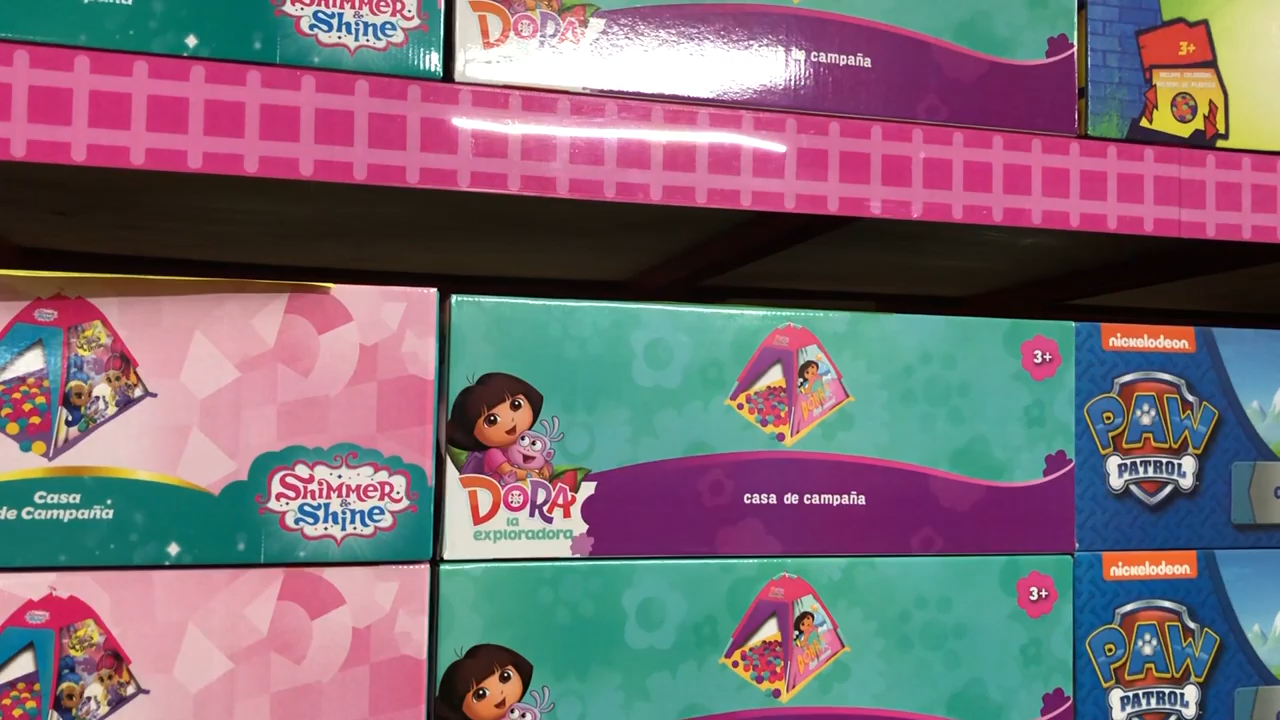 SHIMMER
&
Shine
DORA
de campaña
3+
Casa
de Campaña
SHIMMER
&
Shine
DORA
la
exploradora
casa de campaña
3+
nickelodeon
PAW
PATROL
3+
nickelodeon
PAW
PATROL